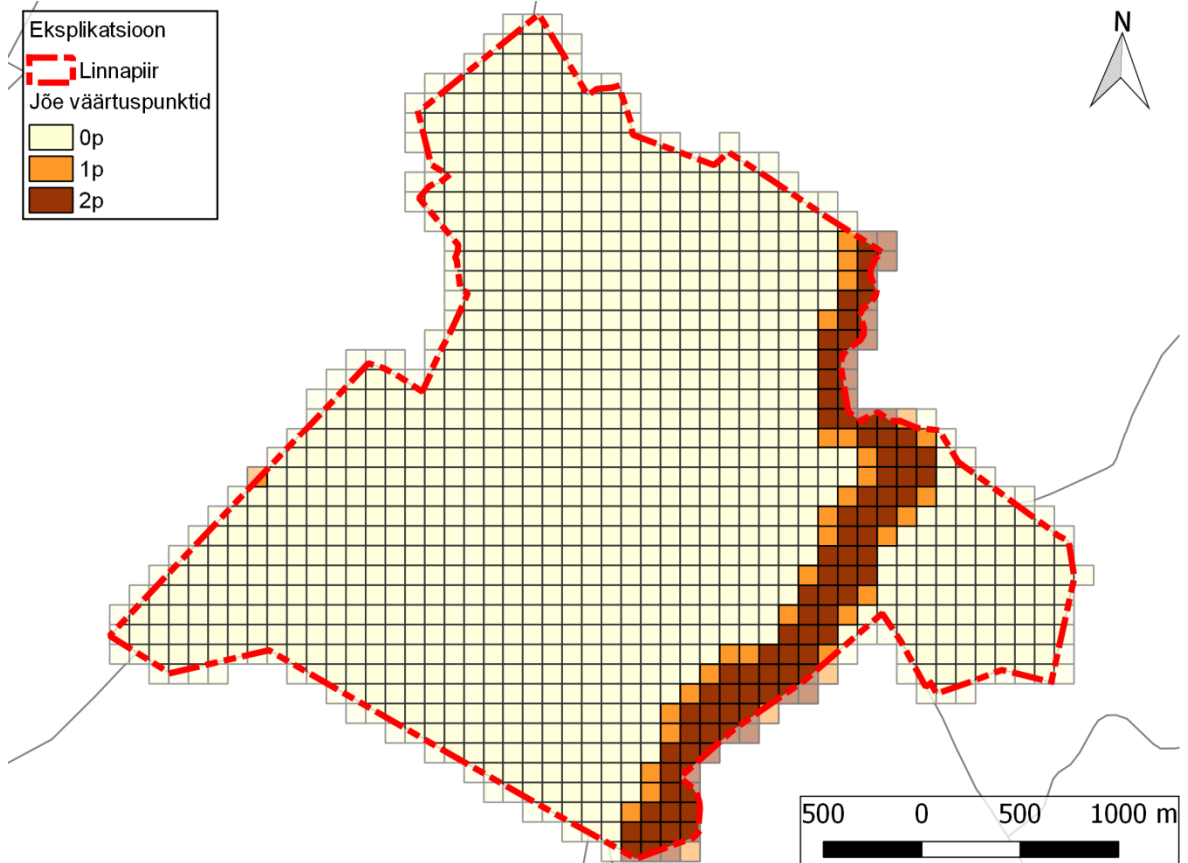 Eksplikatsioon
Linnapiir
Jõe väärtuspunktid
0p
1p
2p
N
500 0 500 1000 m